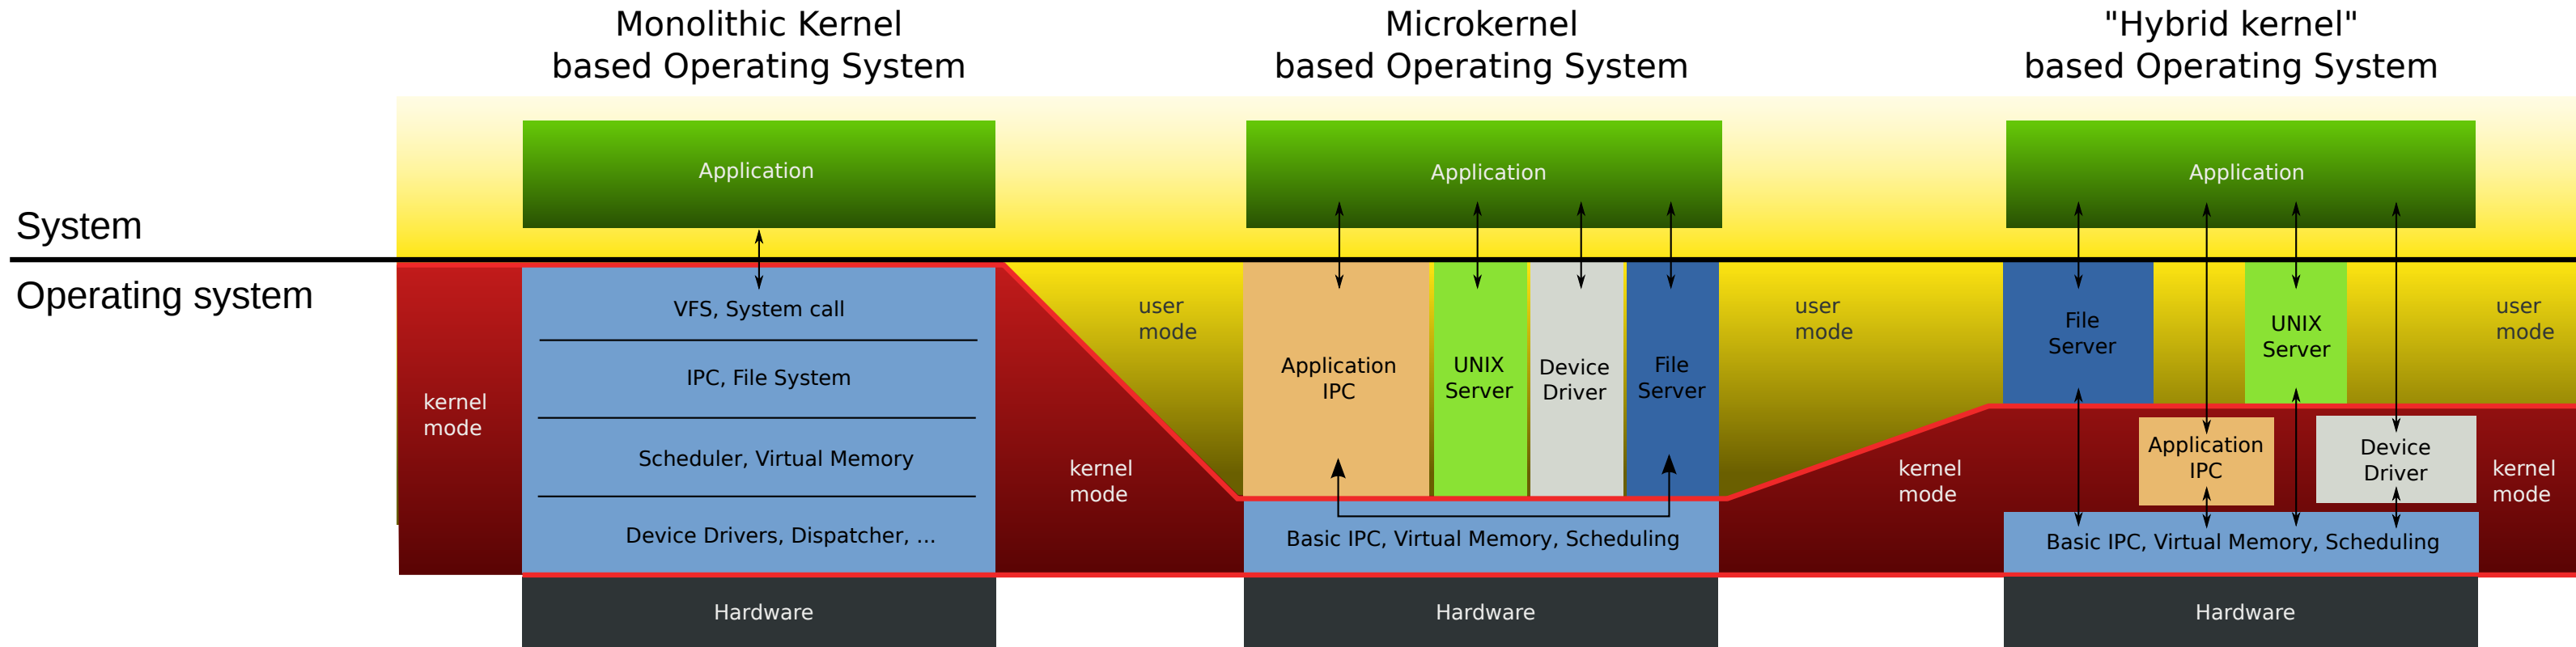 Monolithic Kernel
based Operating System
Microkernel
based Operating System
"Hybrid kernel"
based Operating System
System
Operating system
kernel
mode
Application
VFS, System call
IPC, File System
Scheduler, Virtual Memory
Device Drivers, Dispatcher, ...
Hardware
kernel
mode
user
mode
Application
Application
IPC
UNIX
Server
Device
Driver
File
Server
Basic IPC, Virtual Memory, Scheduling
Hardware
user
mode
kernel
mode
Application
File
Server
UNIX
Server
Application
IPC
Device
Driver
Basic IPC, Virtual Memory, Scheduling
Hardware
user
mode
kernel
mode